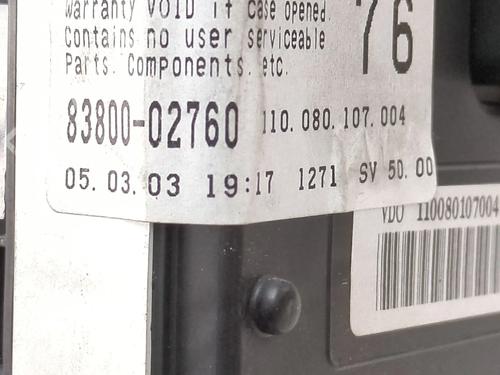 Warranty VOID if case opened.
Contains no user serviceable
Parts. Components. etc.
76
83800-02760 110.080.107.004
05.03.03 19:17 1271 SV 50.00
VDO 110080107004